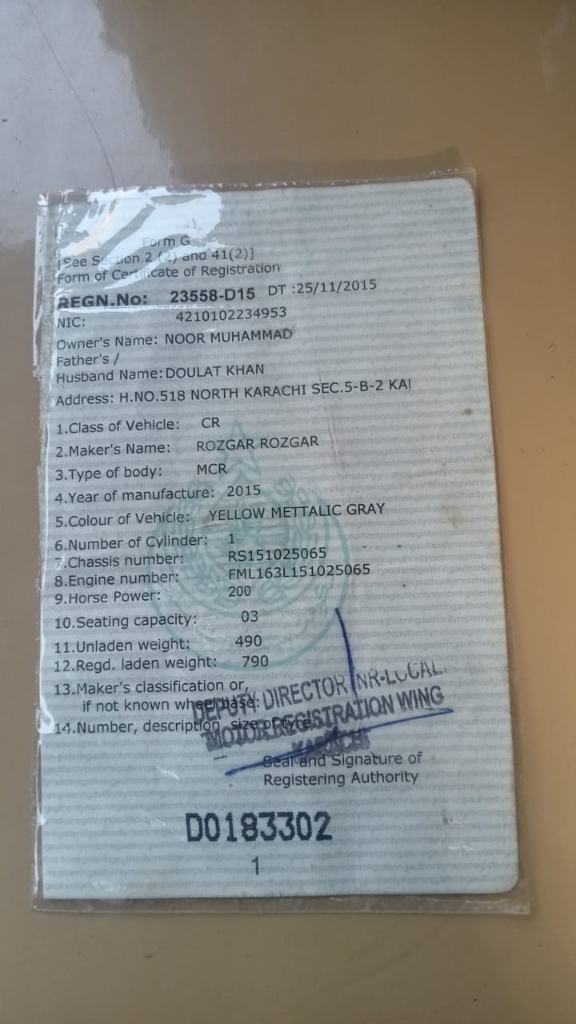 Form G
[See Section 2 (1) and 41(2)]
Form of Certificate of Registration
REGN.No: 23558-D15 DT :25/11/2015
NIC: 4210102234953
Owner's Name: NOOR MUHAMMAD
Father's /
Husband Name: DOULAT KHAN
Address: H.NO.518 NORTH KARACHI SEC.5-B-2 KAI
1.Class of Vehicle: CR
2.Maker's Name: ROZGAR ROZGAR
3.Type of body: MCR
4.Year of manufacture: 2015
5.Colour of Vehicle: YELLOW METTALIC GRAY
6.Number of Cylinder: 1
7.Chassis number: RS151025065
8.Engine number: FML163L151025065
9.Horse Power: 200
10.Seating capacity: 03
11.Unladen weight: 490
12.Regd. laden weight: 790
13.Maker's classification or,
if not known wheel base:
14.Number, description, size of tyre
DEPUTY DIRECTOR NR-LOCAL
MOTOR REGISTRATION WING
KARACHI
Seal and Signature of
Registering Authority
D0183302
1